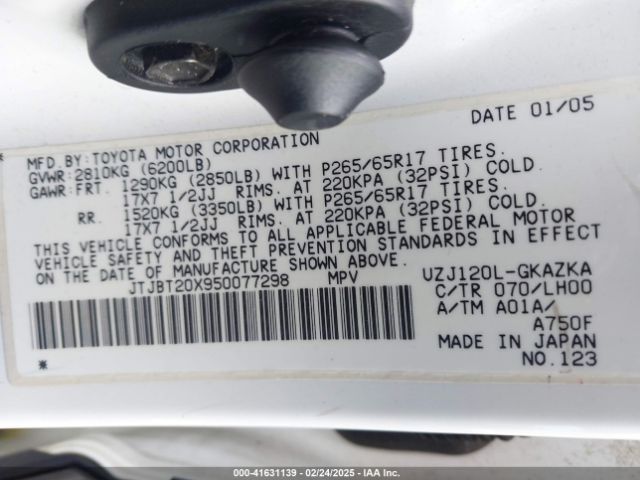 DATE 01/05
MFD.BY:TOYOTA MOTOR CORPORATION
GVWR:2810KG (6200LB)
GAWR:FRT. 1290KG (2850LB) WITH P265/65R17 TIRES.
17X7 1/2JJ RIMS. AT 220KPA (32PSI) COLD.
RR. 1520KG (3350LB) WITH P265/65R17 TIRES.
17X7 1/2JJ RIMS. AT 220KPA (32PSI) COLD.
THIS VEHICLE CONFORMS TO ALL APPLICABLE FEDERAL MOTOR
VEHICLE SAFETY AND THEFT PREVENTION STANDARDS IN EFFECT
ON THE DATE OF MANUFACTURE SHOWN ABOVE.
JTJBT20X950077298 MPV
UZJ120L-GKAZKA
C/TR 070/LH00
A/TM A01A/
A750F
MADE IN JAPAN
NO.123
000-41631139 - 02/24/2025 - IAA Inc.